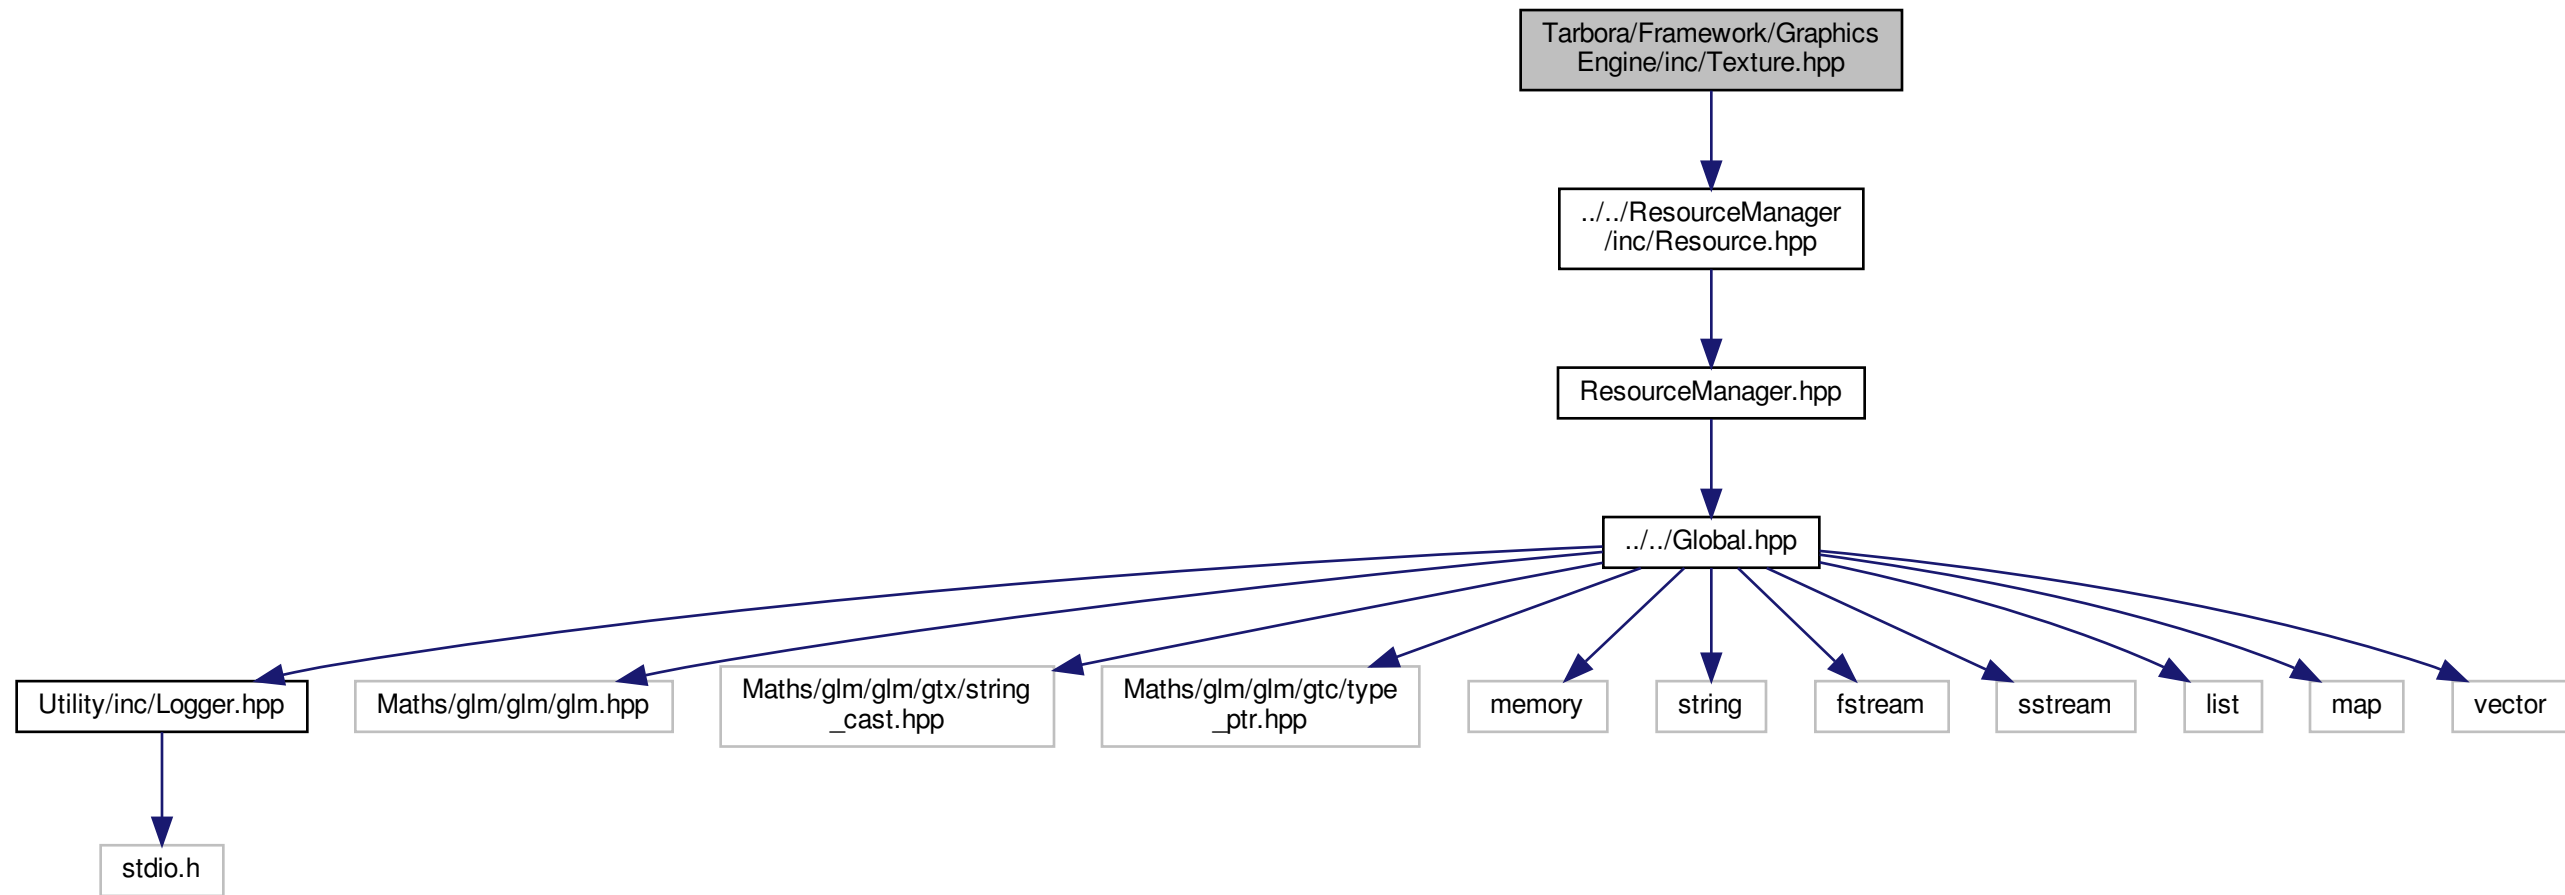 Tarbora/Framework/Graphics
Engine/inc/Texture.hpp
../../ResourceManager
/inc/Resource.hpp
ResourceManager.hpp
../../Global.hpp
Utility/inc/Logger.hpp
Maths/glm/glm/glm.hpp
Maths/glm/glm/gtx/string
_cast.hpp
Maths/glm/glm/gtc/type
_ptr.hpp
memory
string
fstream
sstream
list
map
vector
stdio.h